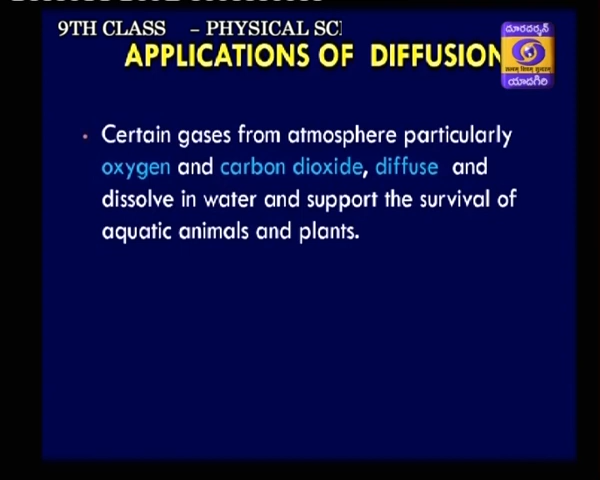 9TH CLASS – PHYSICAL SCI
APPLICATIONS OF DIFFUSION
దూరదర్శన్
యాదగిరి
• Certain gases from atmosphere particularly
oxygen and carbon dioxide, diffuse and
dissolve in water and support the survival of
aquatic animals and plants.